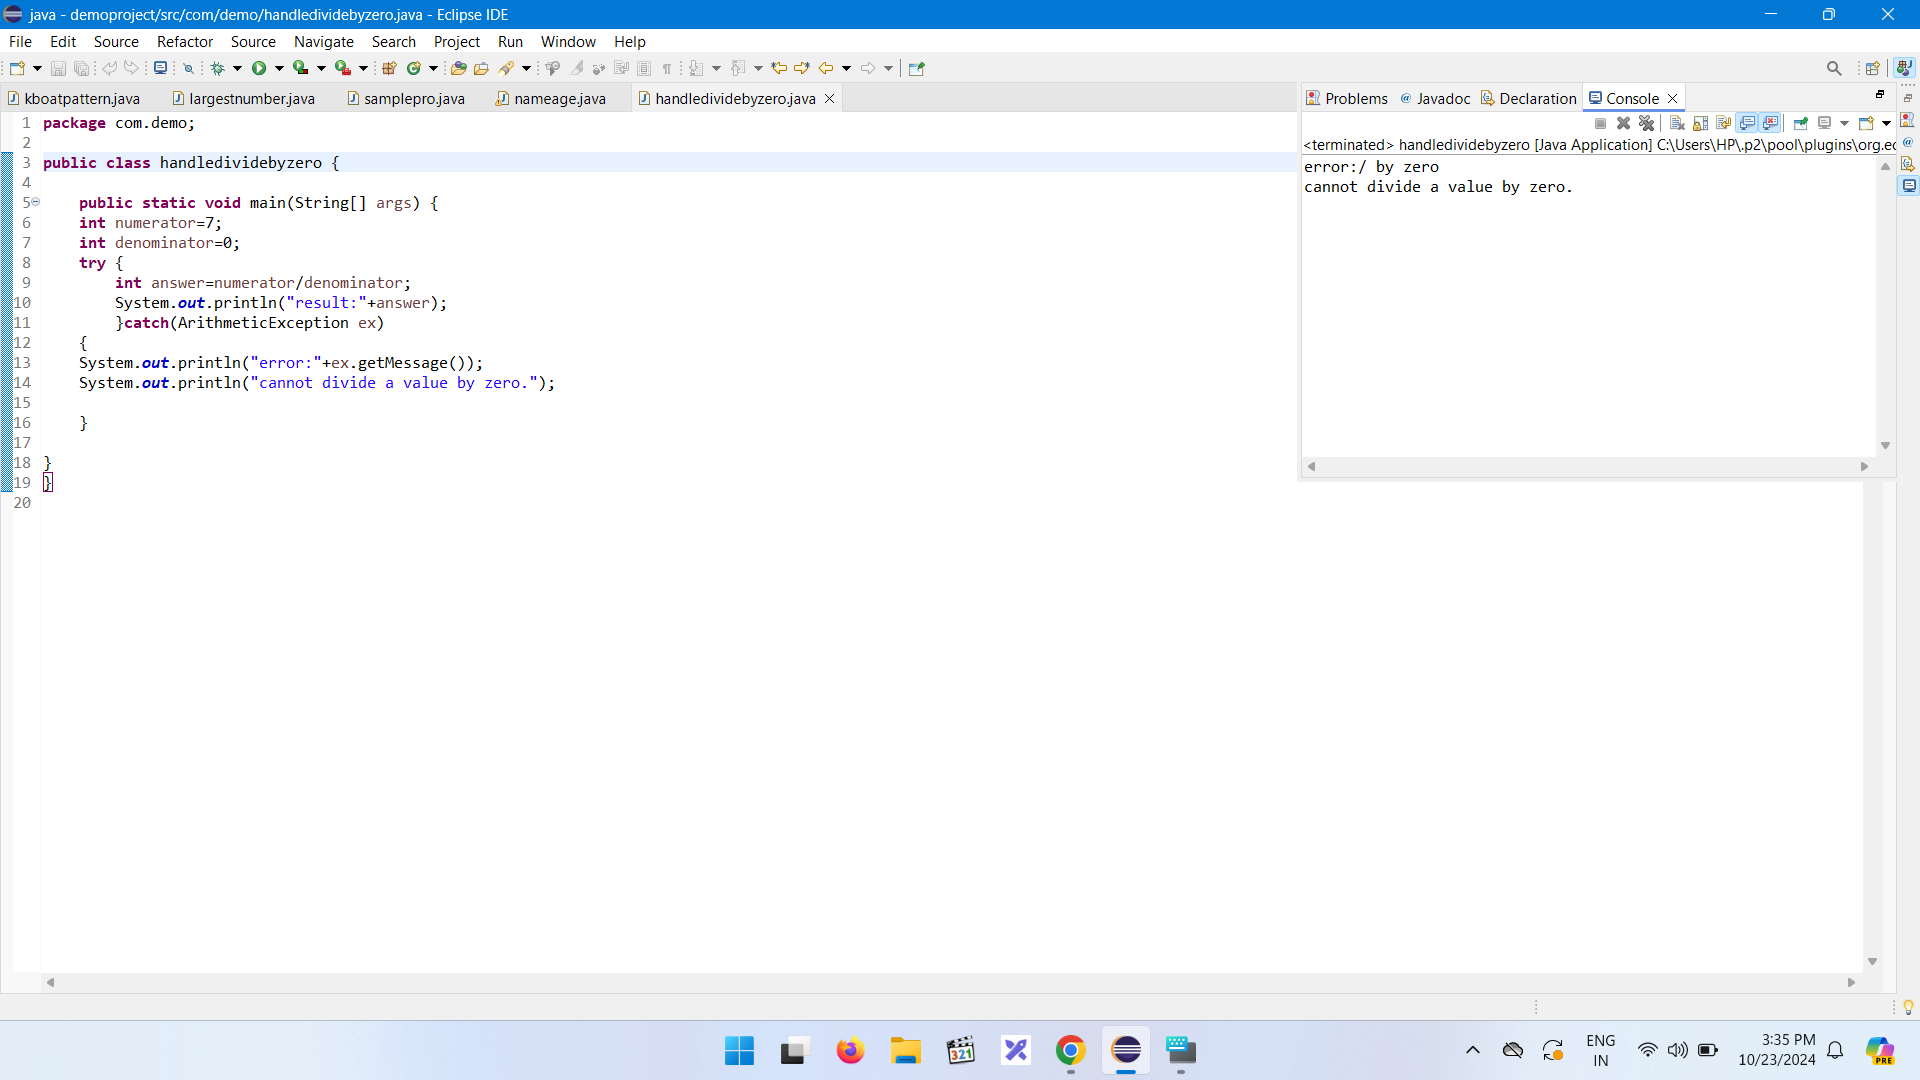 java - demoproject/src/com/demo/handledividebyzero.java - Eclipse IDE
File Edit Source Refactor Source Navigate Search Project Run Window Help
kboatpattern.java largestnumber.java samplepro.java nameage.java handledividebyzero.java
Problems @ Javadoc Declaration Console
<terminated> handledividebyzero [Java Application] C:\Users\HP\.p2\pool\plugins\org.ec
error:/ by zero
cannot divide a value by zero.
1 package com.demo;
2
3 public class handledividebyzero {
4
5 public static void main(String[] args) {
6 int numerator=7;
7 int denominator=0;
8 try {
9 int answer=numerator/denominator;
10 System.out.println("result:"+answer);
11 }catch(ArithmeticException ex)
12 {
13 System.out.println("error:"+ex.getMessage());
14 System.out.println("cannot divide a value by zero.");
15
16 }
17
18 }
19 }
20
321
ENG
IN
3:35 PM
10/23/2024
PRE